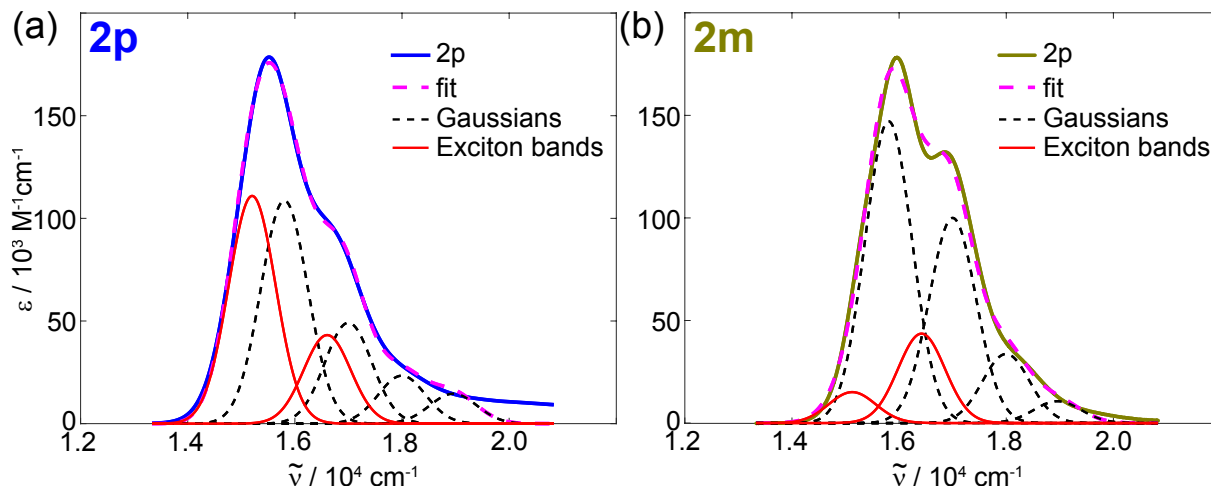 (a) 2p
2p
fit
Gaussians
Exciton bands
150
100
50
0
ε / 10³ M⁻¹cm⁻¹
1.2 1.4 1.6 1.8 2.0
ṽ / 10⁴ cm⁻¹
(b) 2m
2p
fit
Gaussians
Exciton bands
150
100
50
0
1.2 1.4 1.6 1.8 2.0
ṽ / 10⁴ cm⁻¹